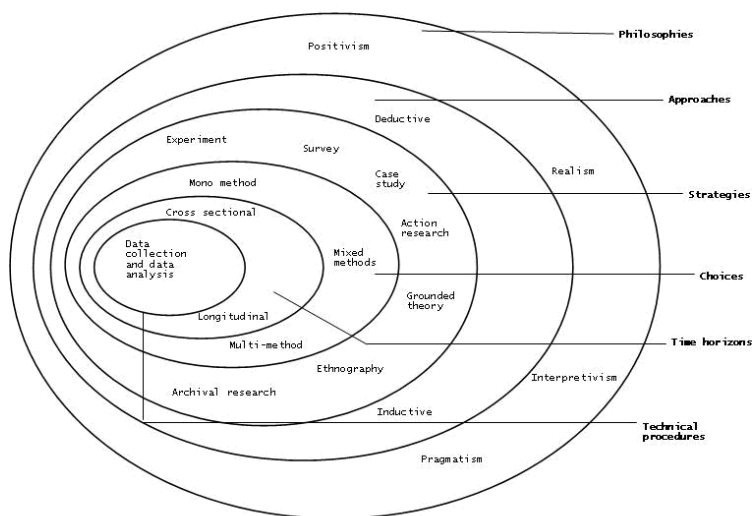 Philosophies
Positivism
Approaches
Deductive
Experiment
Survey
Realism
Case
study
Mono method
Strategies
Cross sectional
Action
research
Data
collection
and data
analysis
Mixed
methods
Choices
Grounded
theory
Longitudinal
Time horizons
Multi-method
Ethnography
Interpretivism
Archival research
Inductive
Technical
procedures
Pragmatism